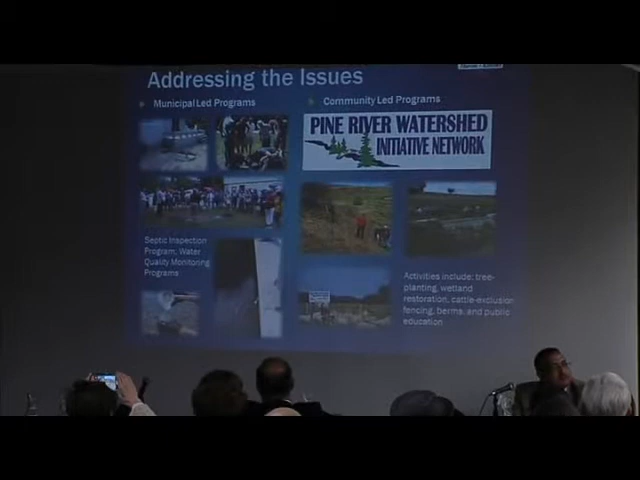 Addressing the Issues
Municipal Led Programs
Community Led Programs
PINE RIVER WATERSHED
INITIATIVE NETWORK
Septic Inspection
Program, Water
Quality Monitoring
Programs
Activities include: tree-
planting, wetland
restoration, cattle-exclusion
fencing, berms, and public
education